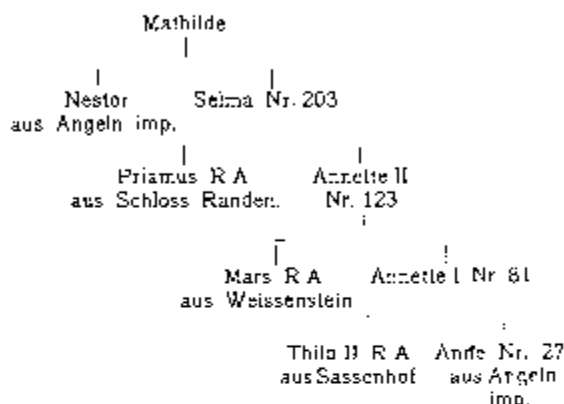 Mathilde
Nestor Selma Nr. 203
aus Angeln imp.
Priamus R A Annette II
aus Schloss Randen. Nr. 123
Mars R A Annette I Nr 81
aus Weissenstein
Thilo II R A Nr. 27
aus Sassenhof aus Angeln
imp.